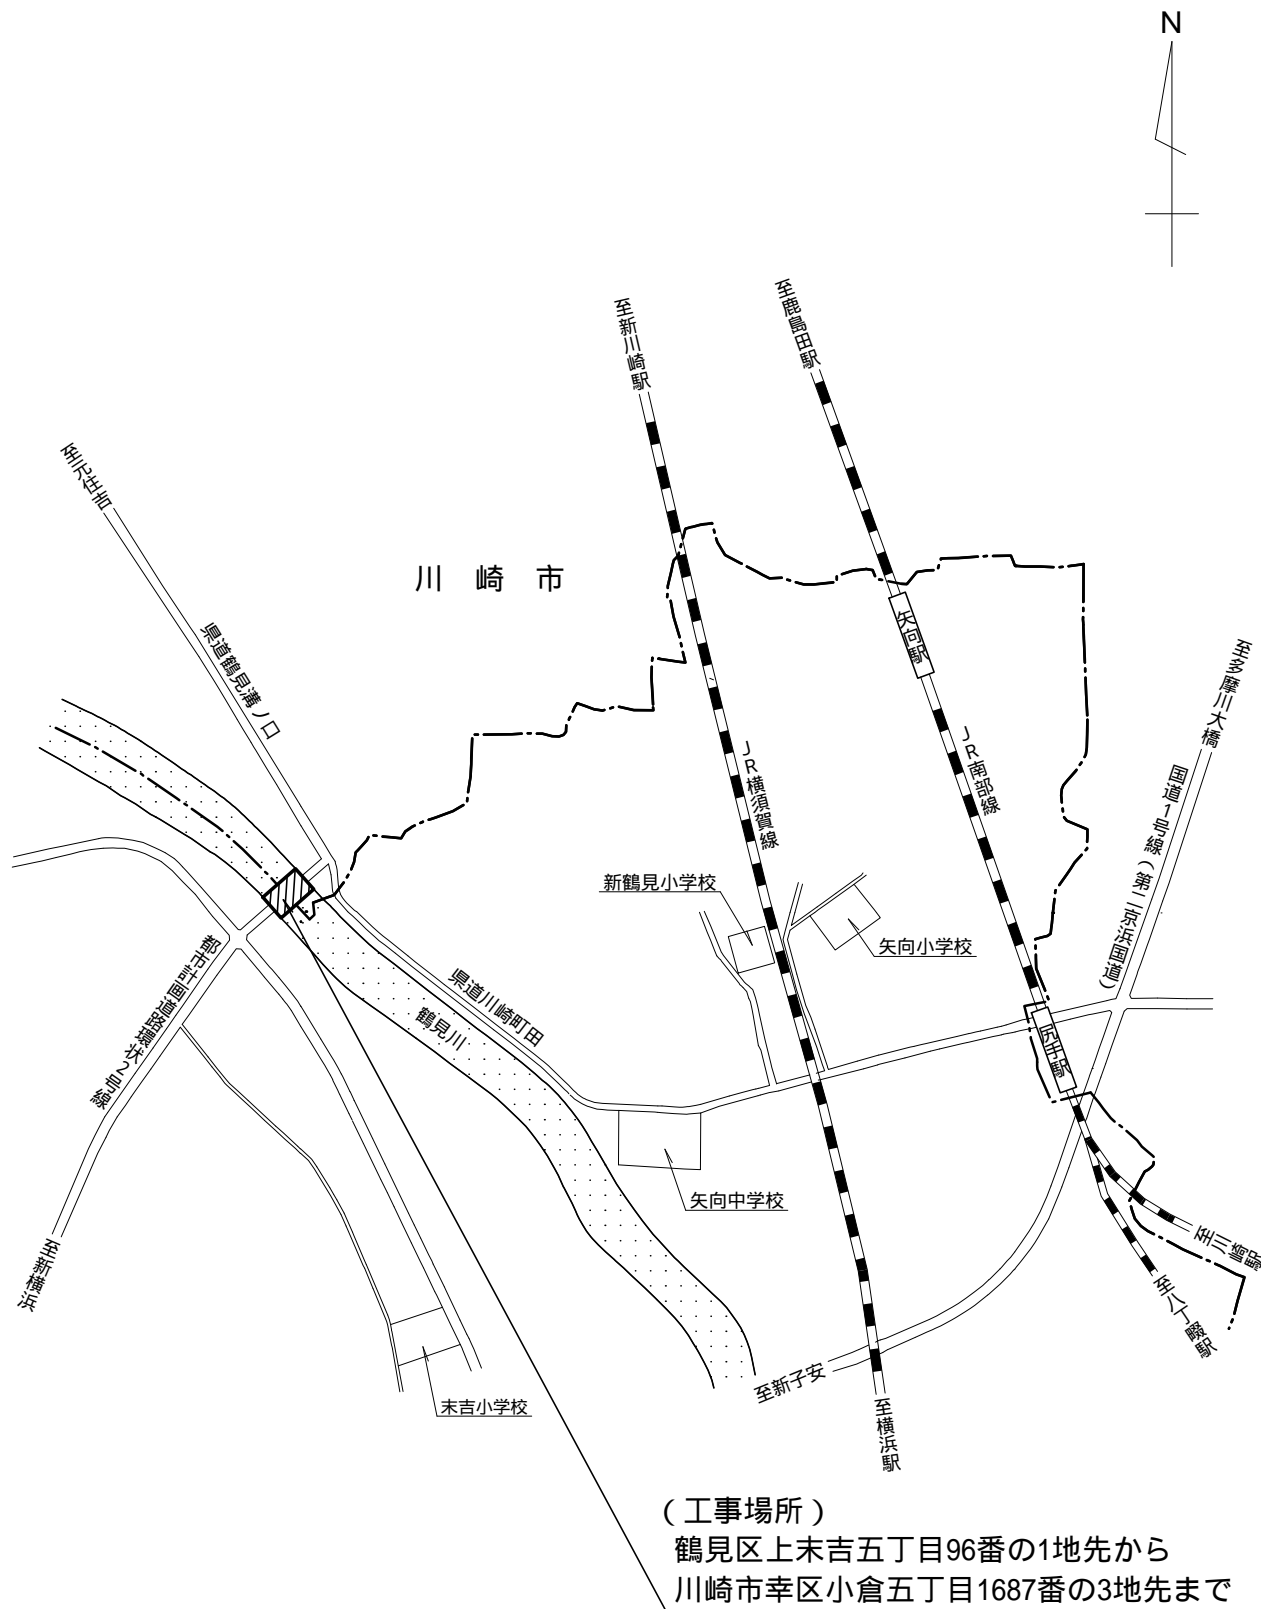 N
至新川崎駅
至鹿島田駅
至元住吉
川崎市
県道鶴見溝ノ口
矢向駅
至多摩川大橋
JR横須賀線
JR南部線
国道1号線(第二京浜国道)
新鶴見小学校
矢向小学校
都市計画道路環状2号線
県道川崎町田
鶴見川
尻手駅
矢向中学校
至新横浜
至川崎駅
至八丁畷駅
至新子安
末吉小学校
至横浜駅
(工事場所)
鶴見区上末吉五丁目96番の1地先から
川崎市幸区小倉五丁目1687番の3地先まで